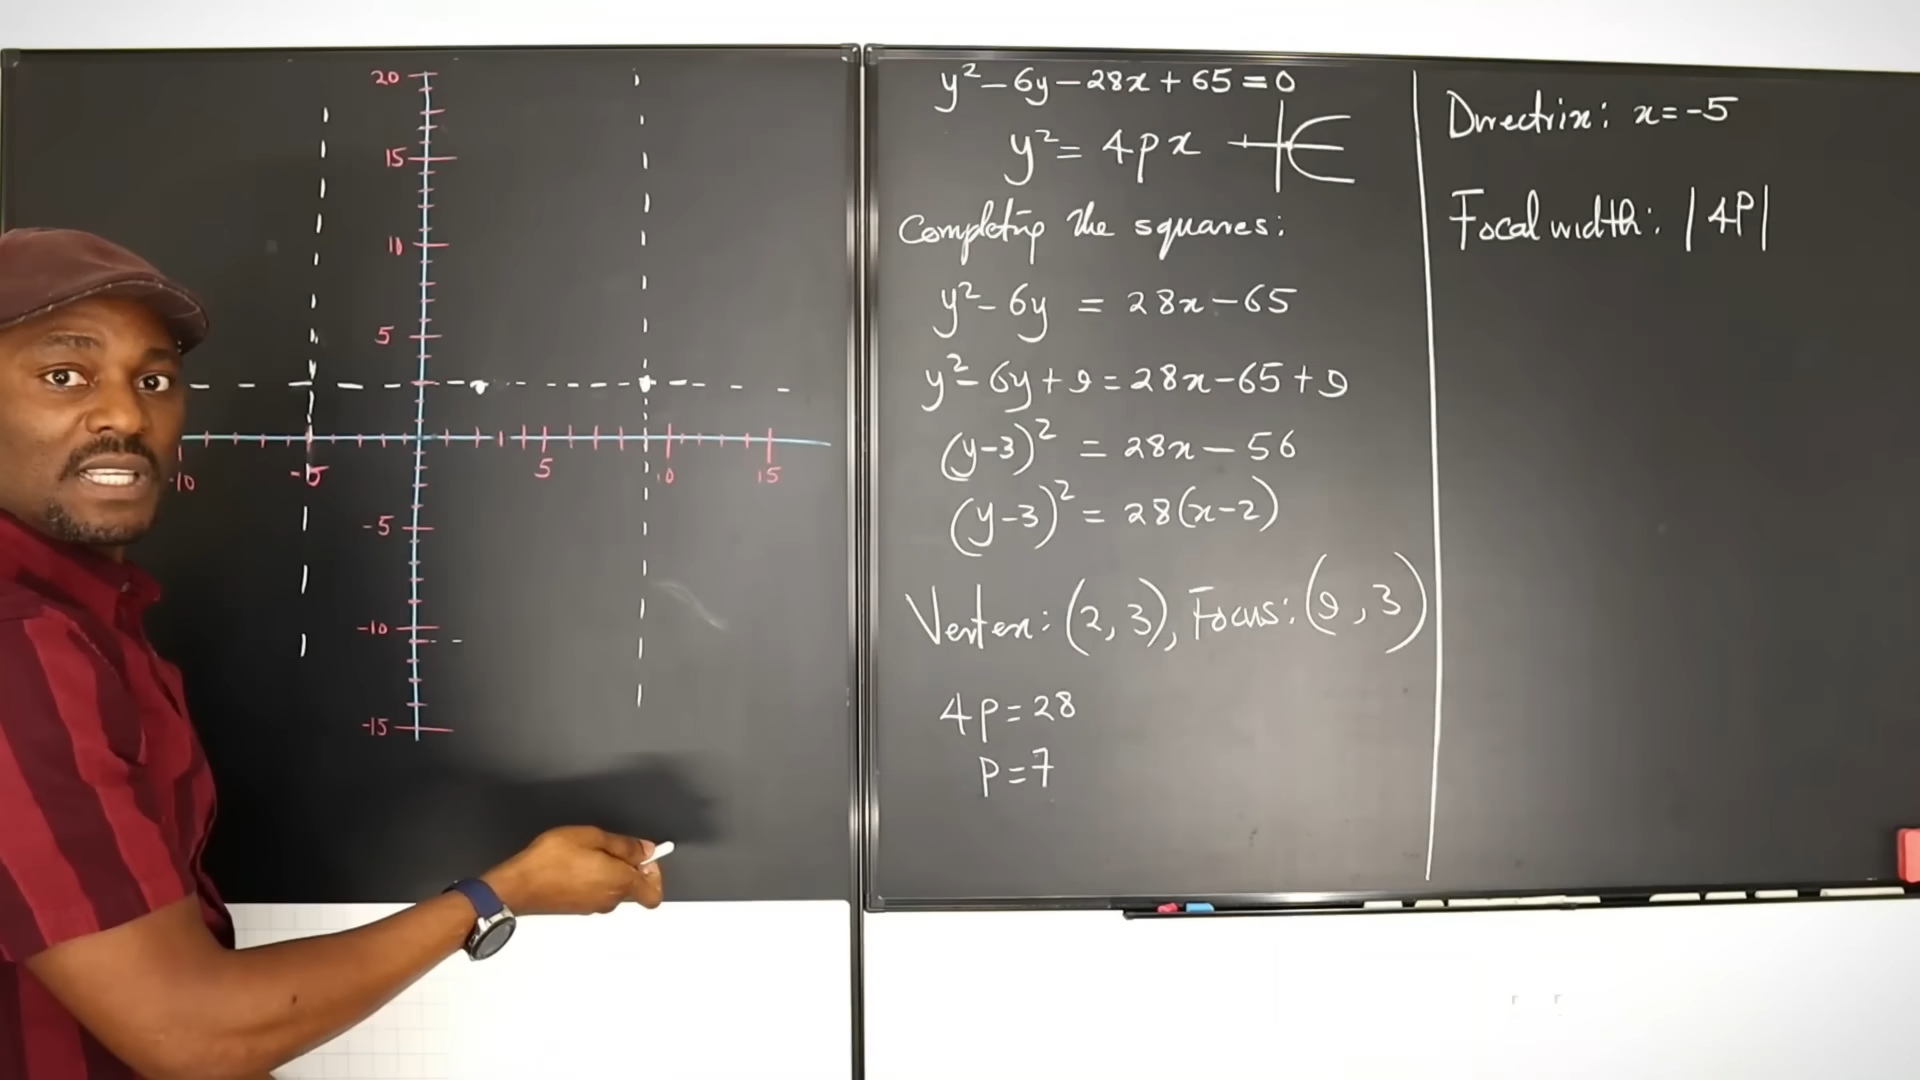 20
15
10
5
-10
-5
5
10
15
-5
-10
-15
y² - 6y - 28x + 65 = 0
y² = 4px
Completing the squares:
y² - 6y = 28x - 65
y² - 6y + 9 = 28x - 65 + 9
(y-3)² = 28x - 56
(y-3)² = 28(x-2)
Vertex: (2, 3), Focus: (9, 3)
4p = 28
p = 7
Directrix: x = -5
Focal width: |4P|